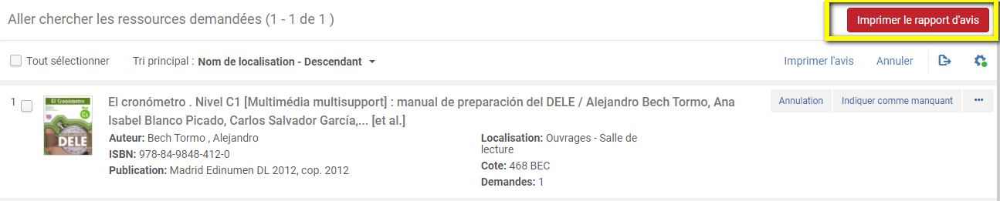 Aller chercher les ressources demandées (1 - 1 de 1 )
Imprimer le rapport d'avis
Tout sélectionner
Tri principal : Nom de localisation - Descendant
Imprimer l'avis
Annuler
1
El Cronómetro
C1
DELE
El cronómetro . Nivel C1 [Multimédia multisupport] : manual de preparación del DELE / Alejandro Bech Tormo, Ana
Isabel Blanco Picado, Carlos Salvador García,... [et al.]
Auteur: Bech Tormo , Alejandro
ISBN: 978-84-9848-412-0
Publication: Madrid Edinumen DL 2012, cop. 2012
Localisation: Ouvrages - Salle de
lecture
Cote: 468 BEC
Demandes: 1
Annulation
Indiquer comme manquant